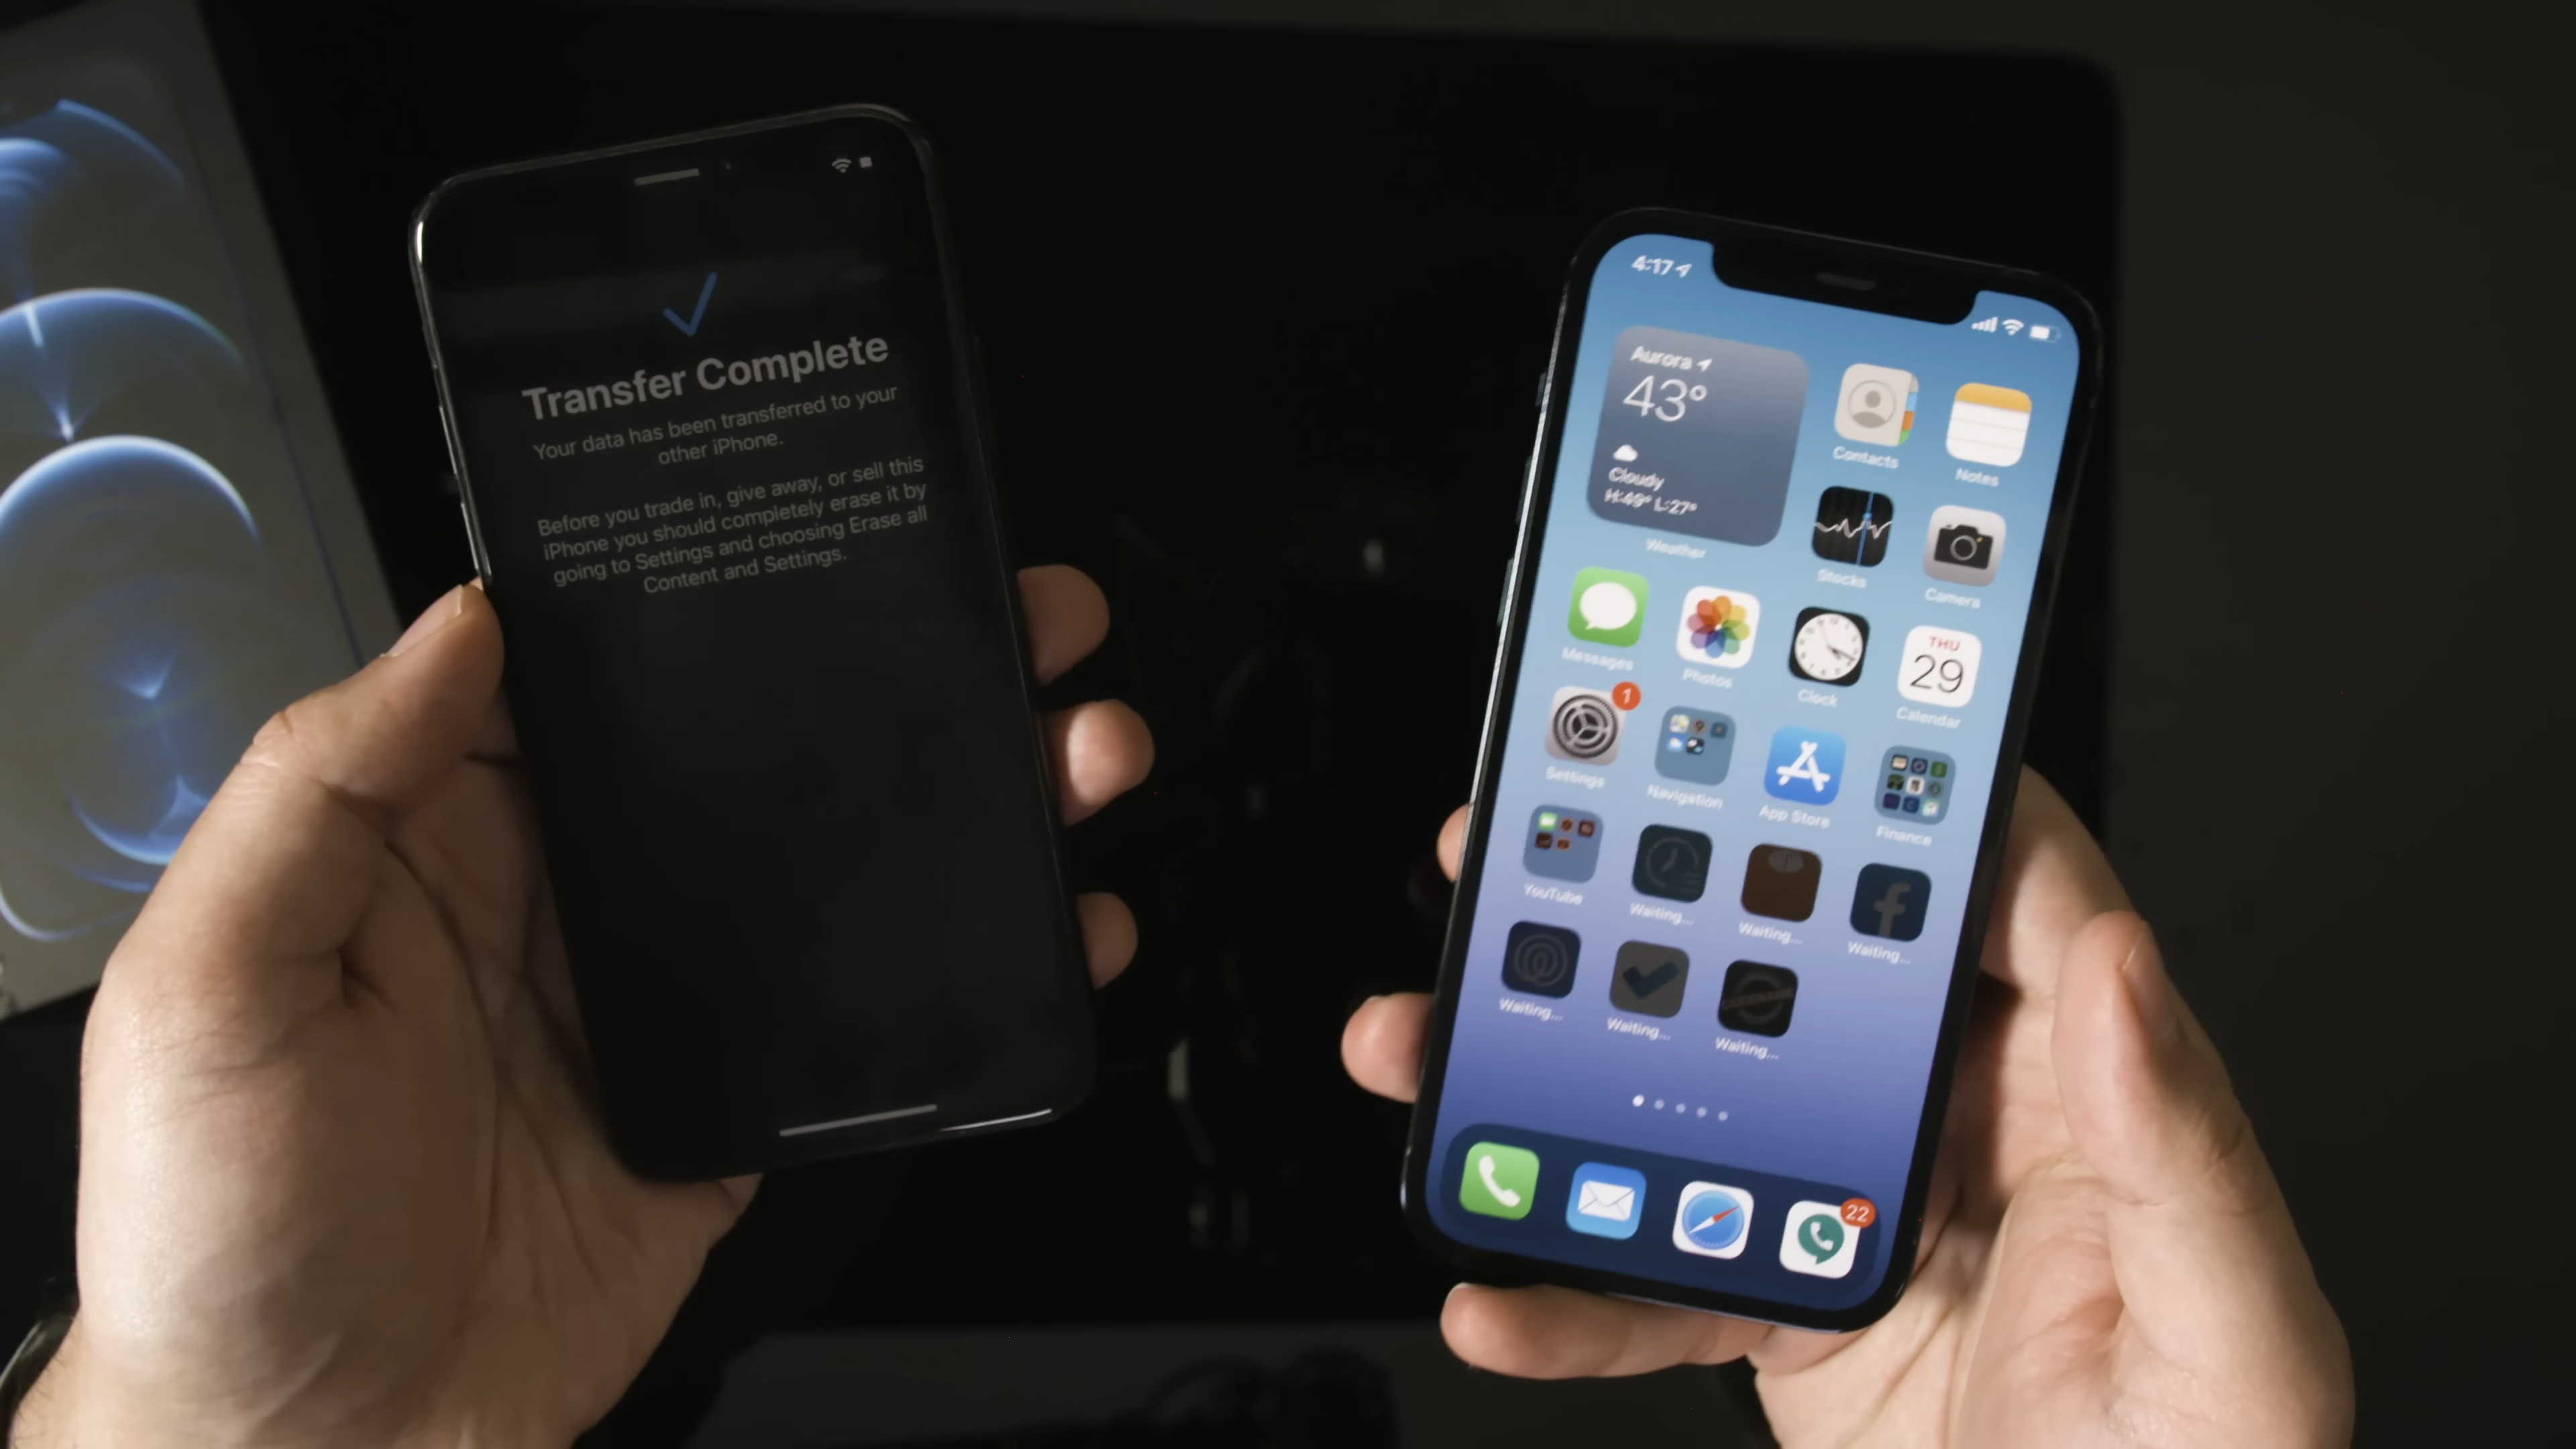 Transfer Complete
Your data has been transferred to your
other iPhone.
Before you trade in, give away, or sell this
iPhone you should completely erase it by
going to Settings and choosing Erase all
Content and Settings.
4:17
Aurora
43°
Cloudy
H:49° L:27°
Weather
Contacts
Notes
Stocks
Camera
Messages
Photos
Clock
THU
29
Calendar
1
Settings
Navigation
App Store
Finance
YouTube
Waiting...
Waiting...
Waiting...
Waiting...
Waiting...
Waiting...
22